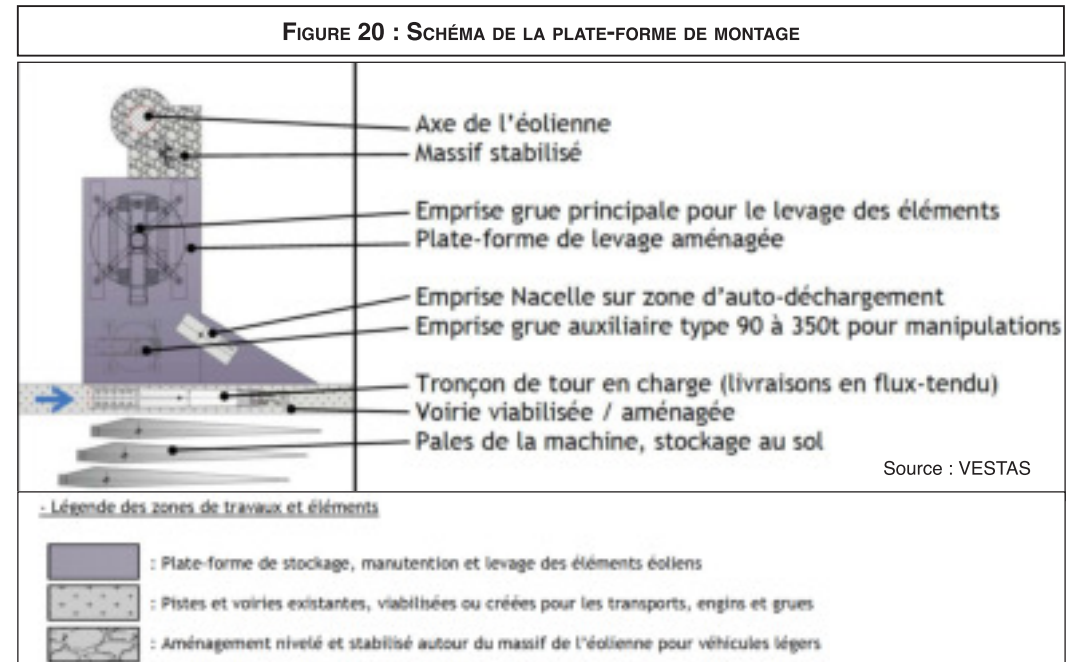 FIGURE 20 : SCHÉMA DE LA PLATE-FORME DE MONTAGE
Axe de l'éolienne
Massif stabilisé
Emprise grue principale pour le levage des éléments
Plate-forme de levage aménagée
Emprise Nacelle sur zone d'auto-déchargement
Emprise grue auxiliaire type 90 à 350t pour manipulations
Tronçon de tour en charge (livraisons en flux-tendu)
Voirie viabilisée / aménagée
Pales de la machine, stockage au sol
Source : VESTAS
- Légende des zones de travaux et éléments
: Plate-forme de stockage, manutention et levage des éléments éoliens
: Pistes et voiries existantes, viabilisées ou créées pour les transports, engins et grues
: Aménagement nivelé et stabilisé autour du massif de l'éolienne pour véhicules légers